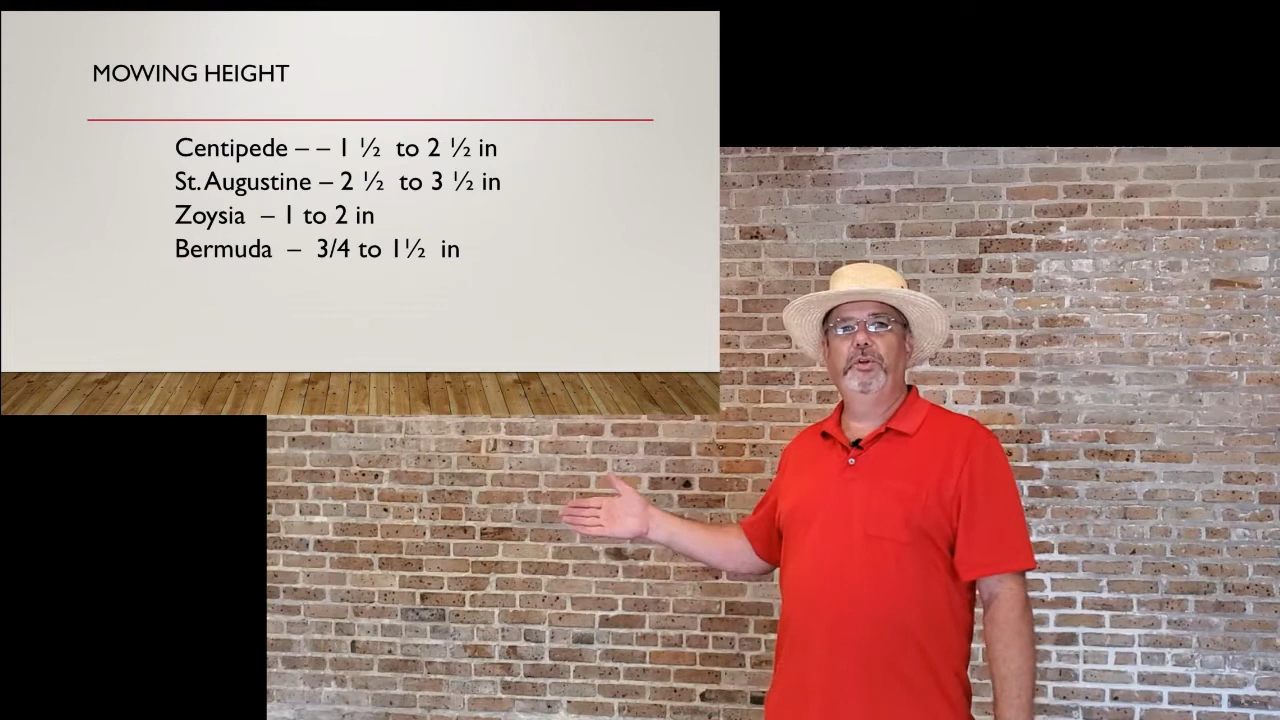 MOWING HEIGHT
Centipede – – 1 ½ to 2 ½ in
St. Augustine – 2 ½ to 3 ½ in
Zoysia – 1 to 2 in
Bermuda – 3/4 to 1½ in